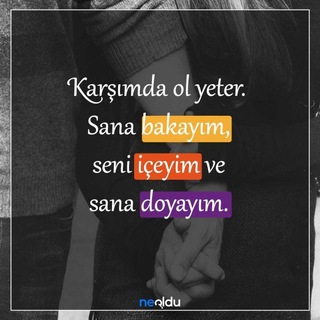 Karşımda ol yeter.
Sana bakayım,
seni içeyim ve
sana doyayım.
neoldu